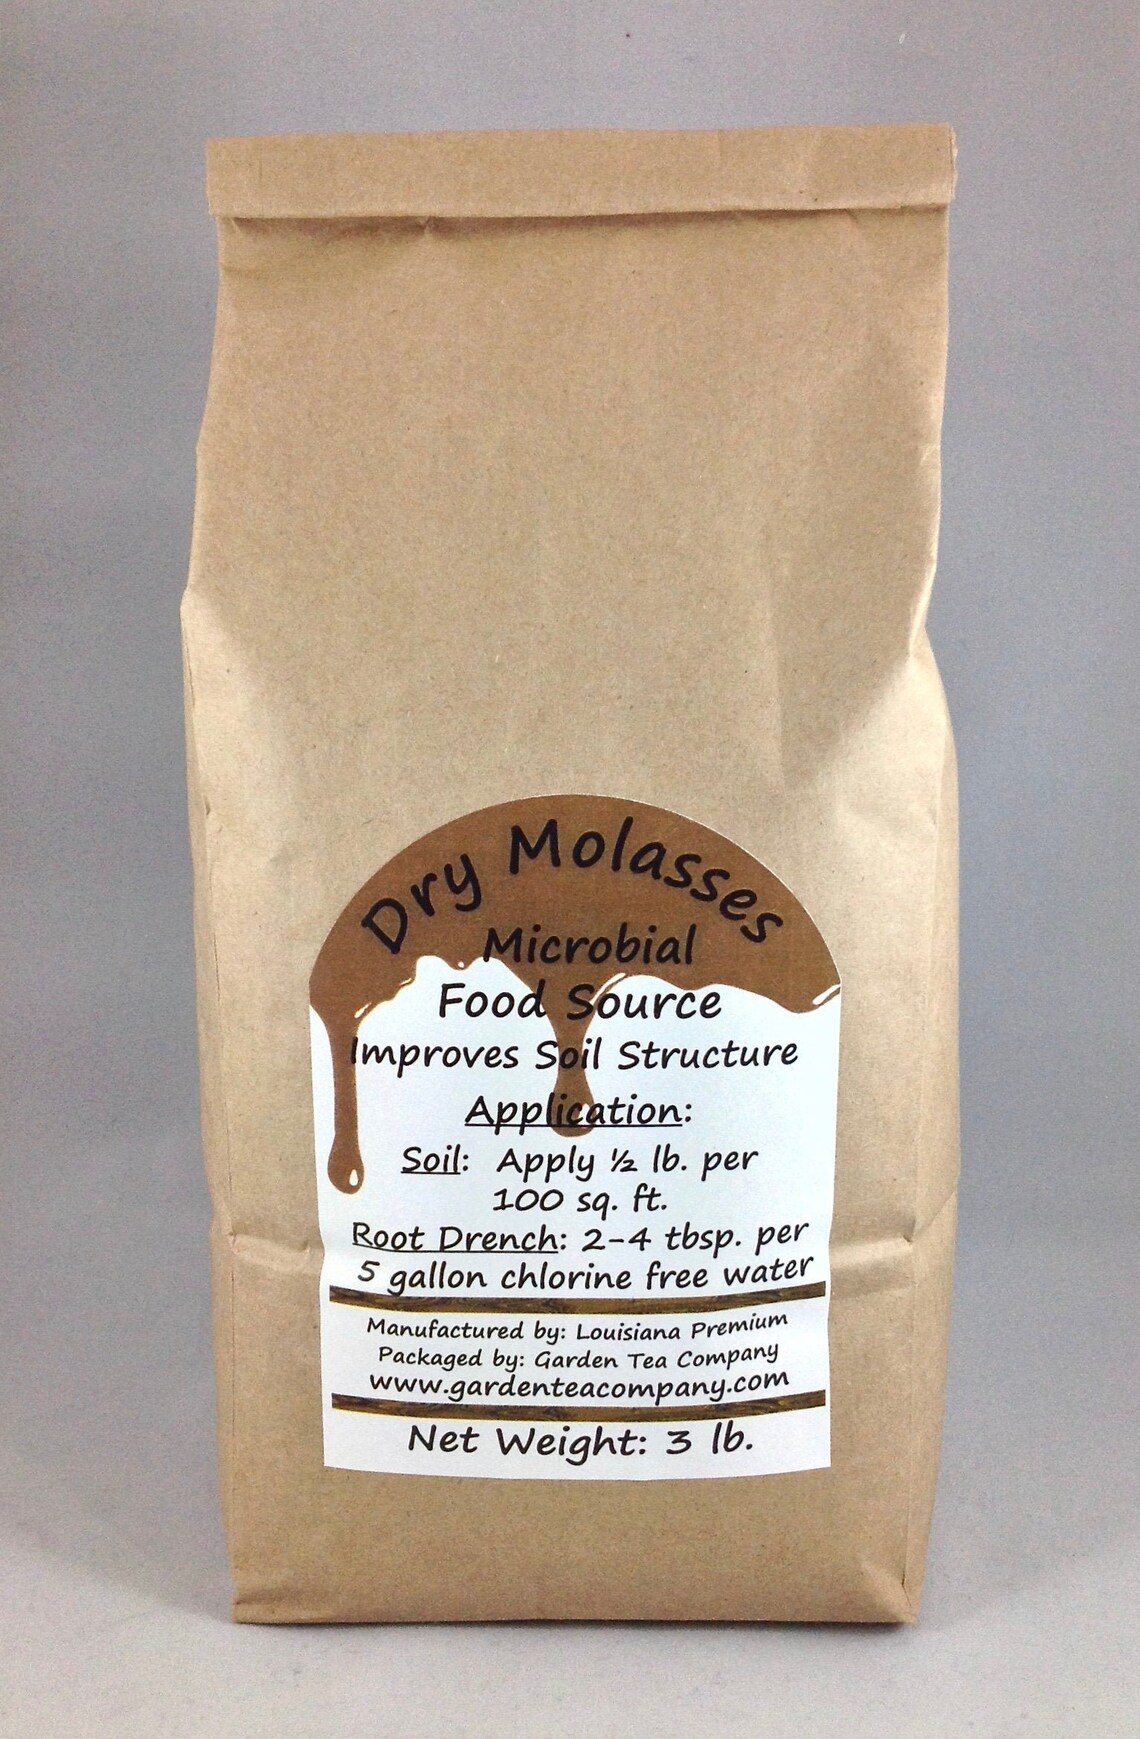 Dry Molasses
Microbial
Food Source
Improves Soil Structure
Application:
Soil: Apply ½ lb. per
100 sq. ft.
Root Drench: 2-4 tbsp. per
5 gallon chlorine free water
Manufactured by: Louisiana Premium
Packaged by: Garden Tea Company
www.gardenteacompany.com
Net Weight: 3 lb.